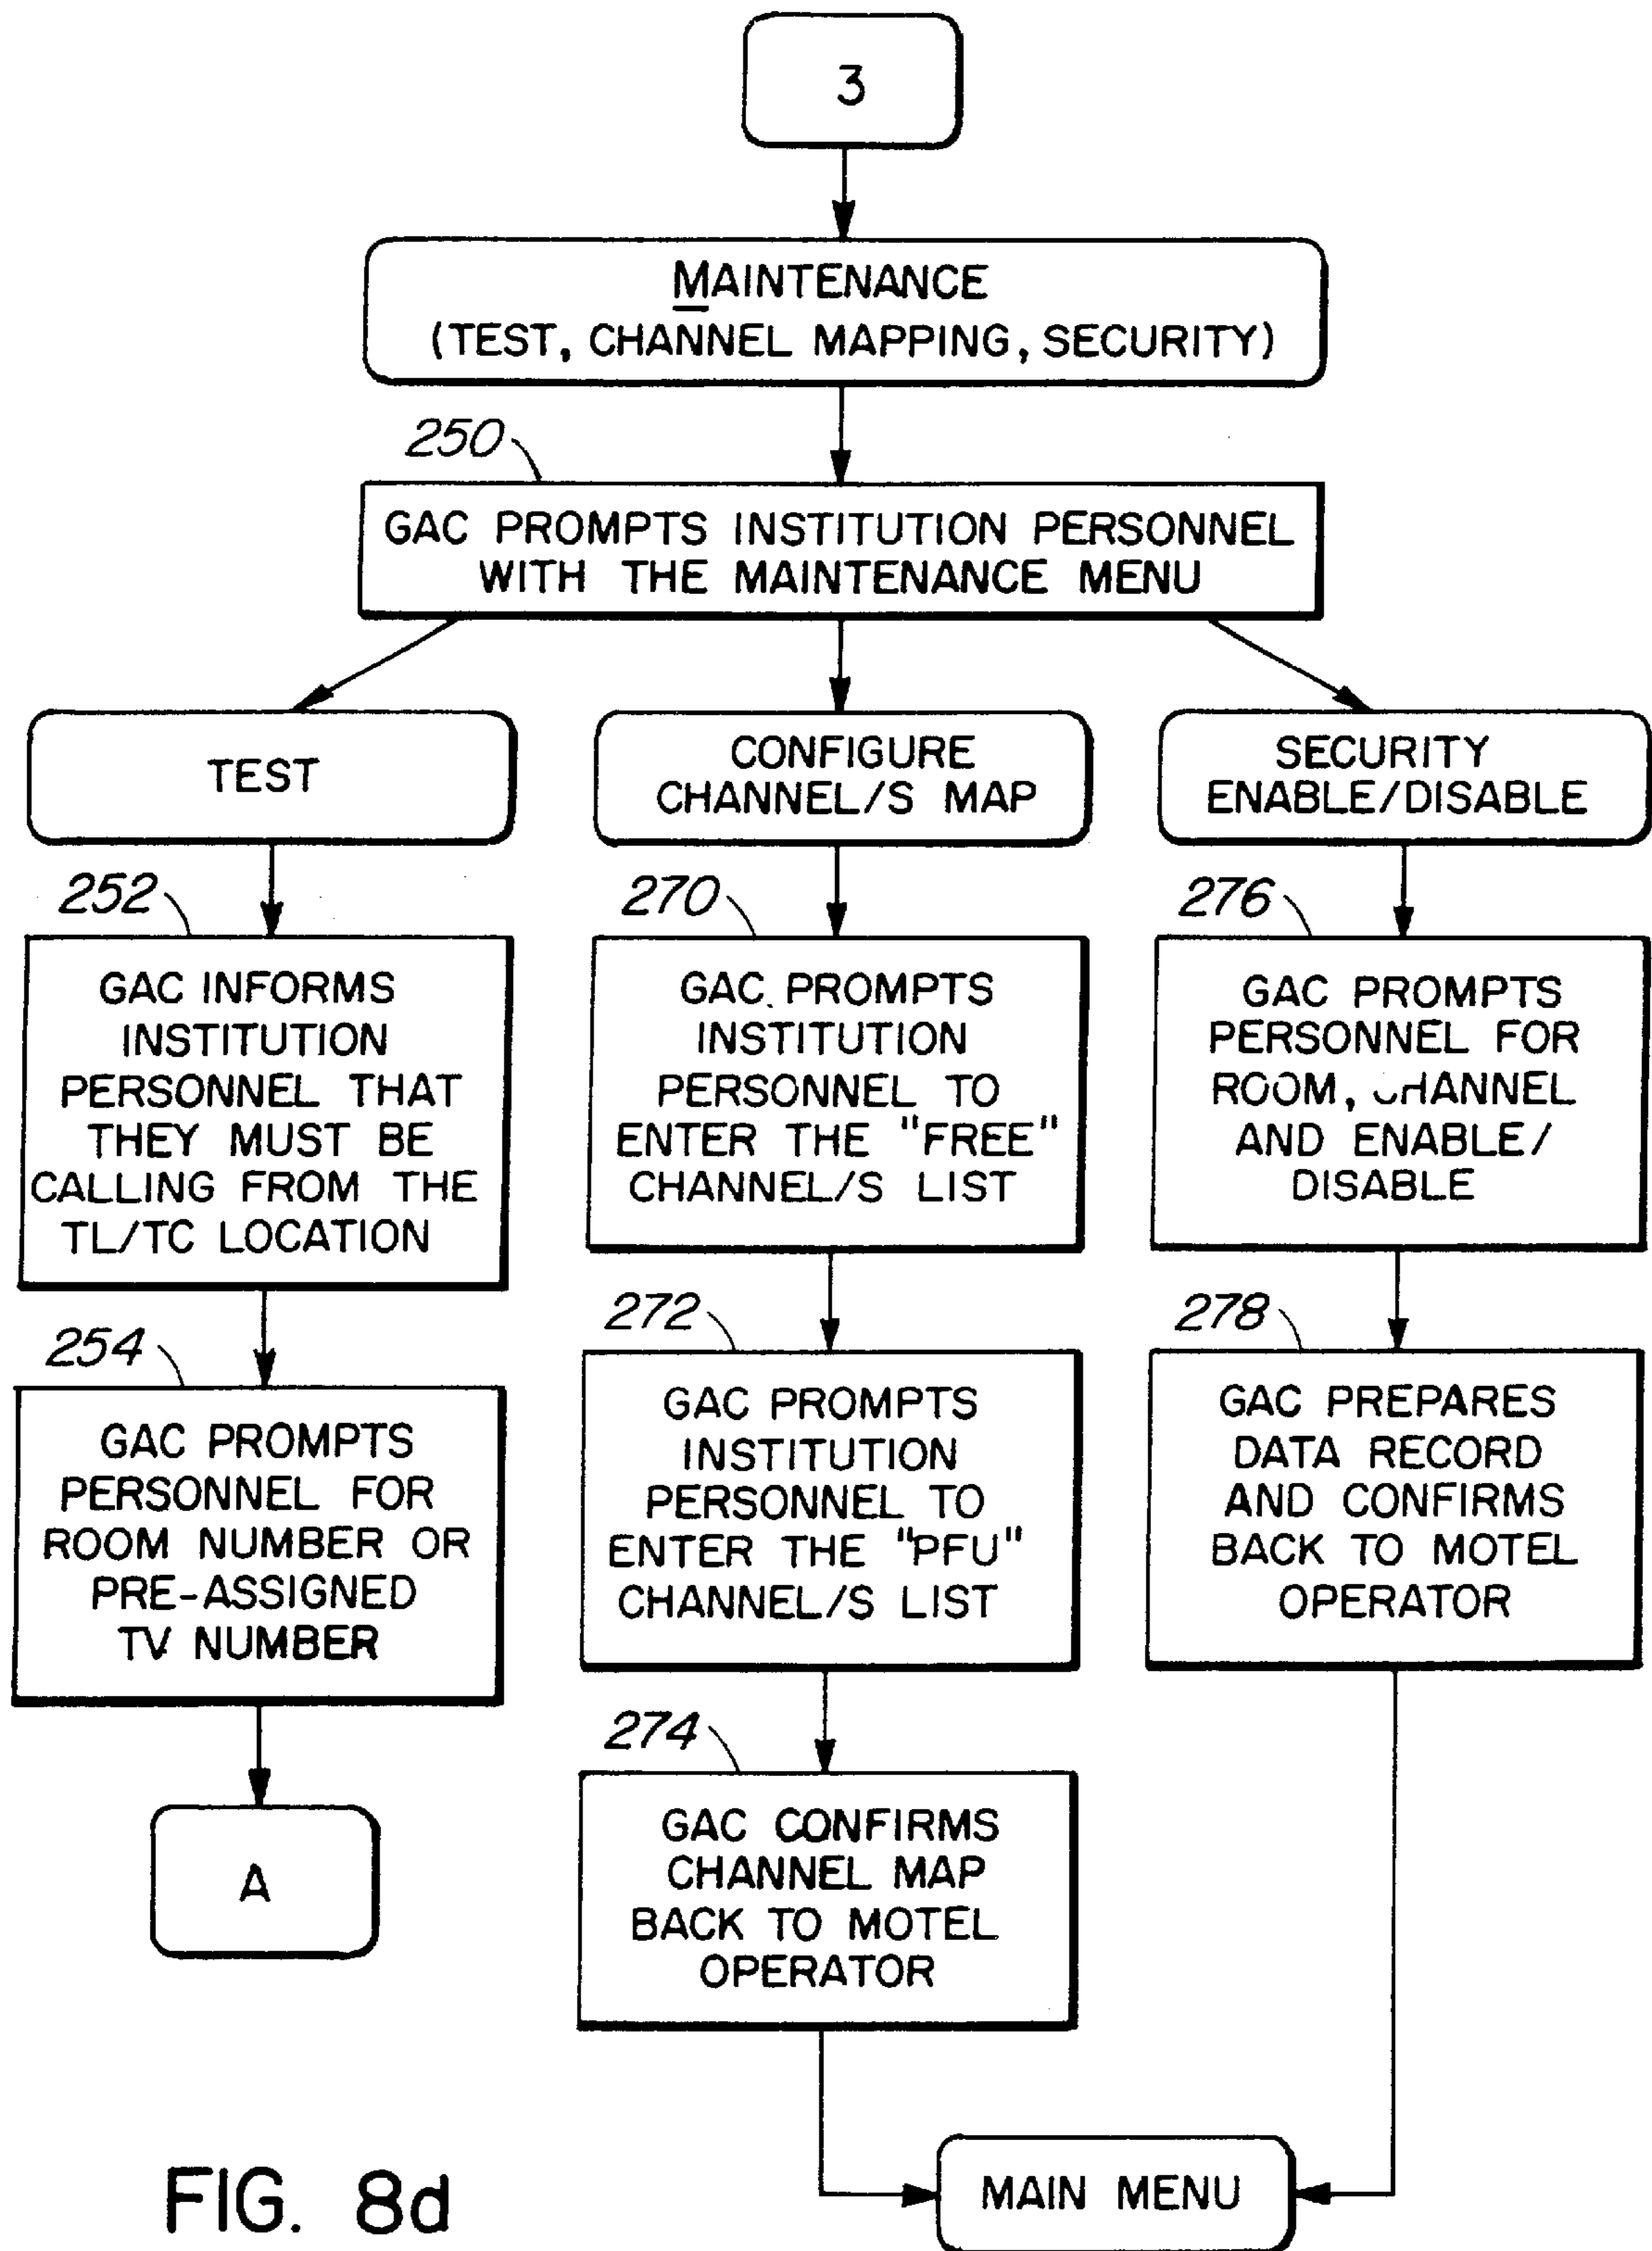 3
MAINTENANCE
(TEST, CHANNEL MAPPING, SECURITY)
250
GAC PROMPTS INSTITUTION PERSONNEL
WITH THE MAINTENANCE MENU
TEST
252
GAC INFORMS
INSTITUTION
PERSONNEL THAT
THEY MUST BE
CALLING FROM THE
TL/TC LOCATION
254
GAC PROMPTS
PERSONNEL FOR
ROOM NUMBER OR
PRE-ASSIGNED
TV NUMBER
A
CONFIGURE
CHANNEL/S MAP
270
GAC PROMPTS
INSTITUTION
PERSONNEL TO
ENTER THE "FREE"
CHANNEL/S LIST
272
GAC PROMPTS
INSTITUTION
PERSONNEL TO
ENTER THE "PFU"
CHANNEL/S LIST
274
GAC CONFIRMS
CHANNEL MAP
BACK TO MOTEL
OPERATOR
SECURITY
ENABLE/DISABLE
276
GAC PROMPTS
PERSONNEL FOR
ROOM, CHANNEL
AND ENABLE/
DISABLE
278
GAC PREPARES
DATA RECORD
AND CONFIRMS
BACK TO MOTEL
OPERATOR
MAIN MENU
FIG. 8d